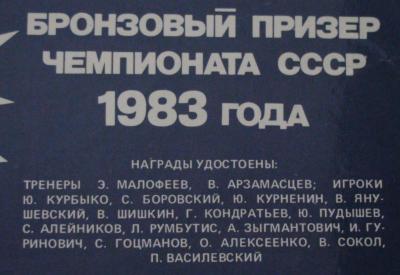 БРОНЗОВЫЙ ПРИЗЕР
ЧЕМПИОНАТА СССР
1983 ГОДА
НАГРАДЫ УДОСТОЕНЫ:
ТРЕНЕРЫ Э. МАЛОФЕЕВ, В. АРЗАМАСЦЕВ; ИГРОКИ
Ю. КУРБЫКО, С. БОРОВСКИЙ, Ю. КУРНЕНИН, В. ЯНУ-
ШЕВСКИЙ, В. ШИШКИН, Г. КОНДРАТЬЕВ, Ю. ПУДЫШЕВ,
С. АЛЕЙНИКОВ, Л. РУМБУТИС, А. ЗЫГМАНТОВИЧ, И. ГУ-
РИНОВИЧ, С. ГОЦМАНОВ, О. АЛЕКСЕЕНКО, В. СОКОЛ,
П. ВАСИЛЕВСКИЙ